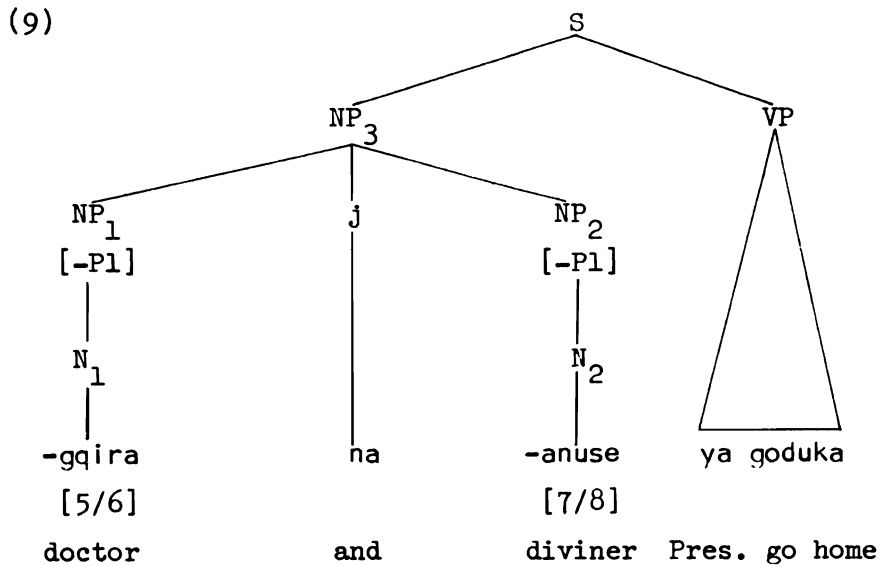 (9)
S
NP3 VP
NP1 j NP2
[-Pl] [-Pl]
N1 N2
-gqira na -anuse ya goduka
[5/6] [7/8]
doctor and diviner Pres. go home